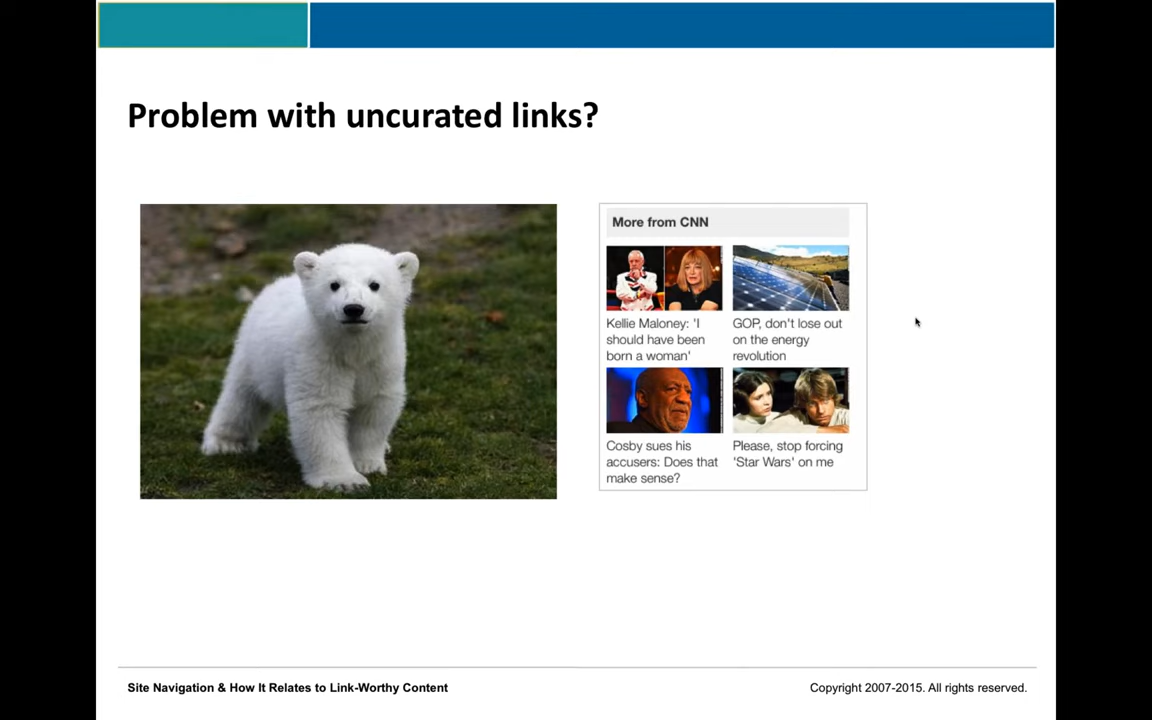 Problem with uncurated links?
More from CNN
Kellie Maloney: 'I
should have been
born a woman'
GOP, don't lose out
on the energy
revolution
Cosby sues his
accusers: Does that
make sense?
Please, stop forcing
'Star Wars' on me
Site Navigation & How It Relates to Link-Worthy Content
Copyright 2007-2015. All rights reserved.